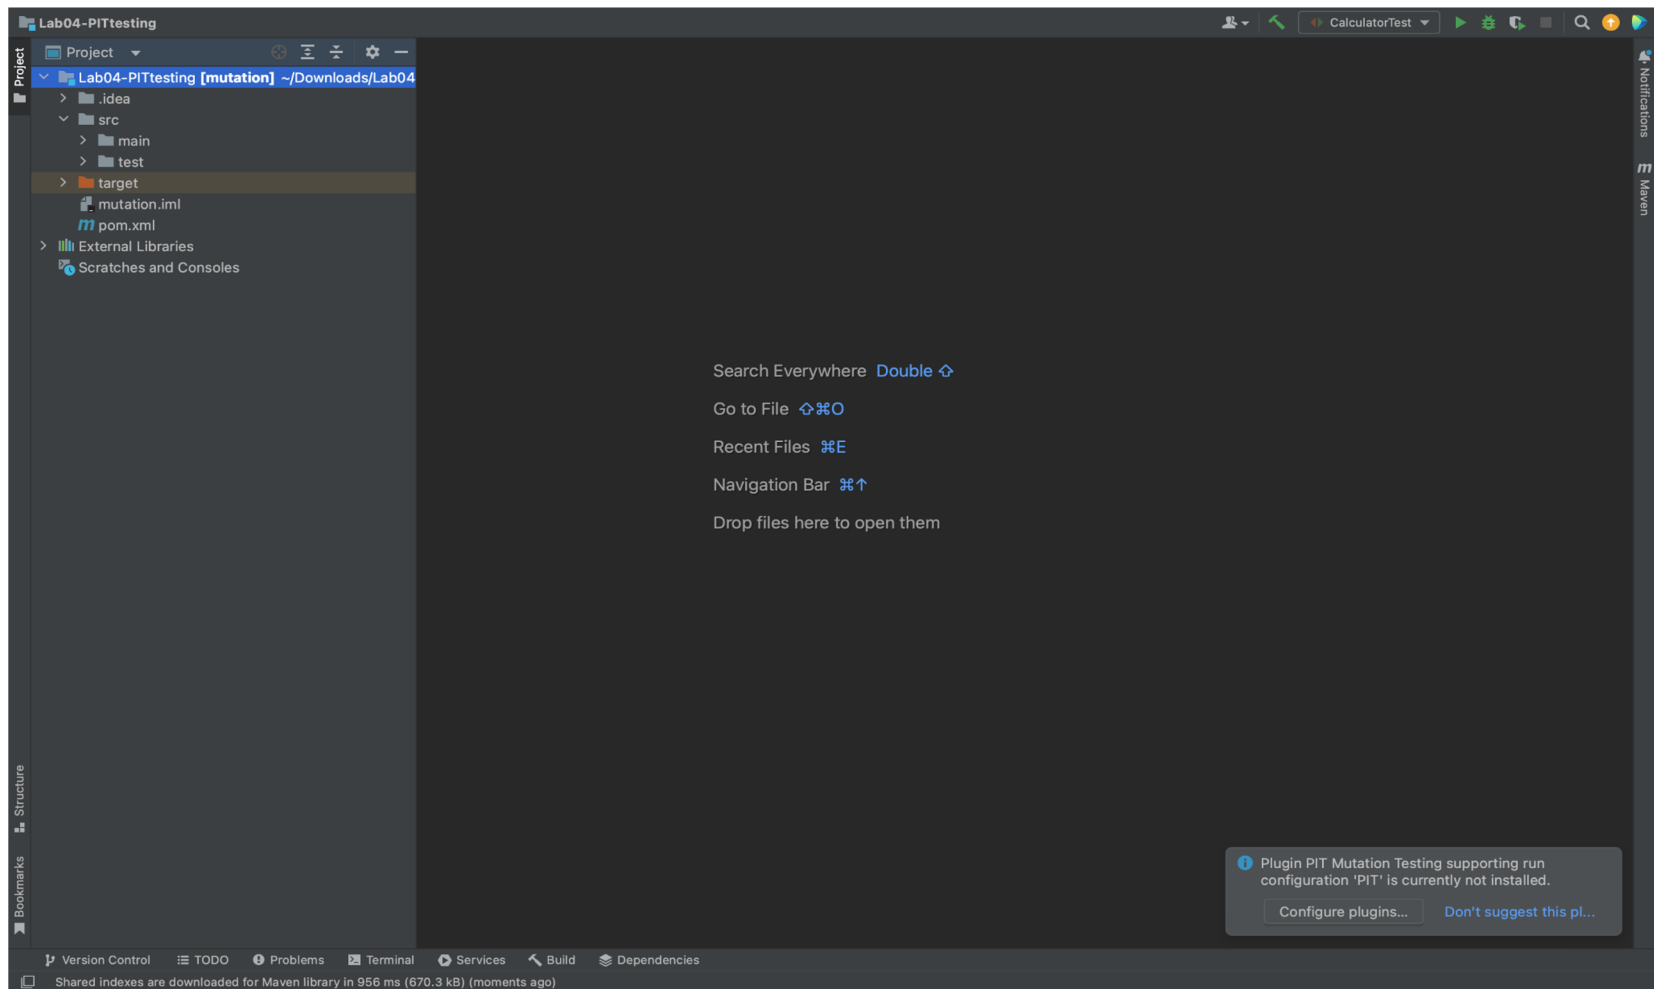 Lab04-PITtesting
CalculatorTest
Project
Project
Lab04-PITtesting [mutation] ~/Downloads/Lab04
.idea
src
main
test
target
mutation.iml
m pom.xml
External Libraries
Scratches and Consoles
Search Everywhere Double ⇧
Go to File ⇧⌘O
Recent Files ⌘E
Navigation Bar ⌘↑
Drop files here to open them
Notifications
m Maven
Structure
Bookmarks
Plugin PIT Mutation Testing supporting run
configuration 'PIT' is currently not installed.
Configure plugins... Don't suggest this pl...
Version Control TODO Problems Terminal Services Build Dependencies
Shared indexes are downloaded for Maven library in 956 ms (670.3 kB) (moments ago)